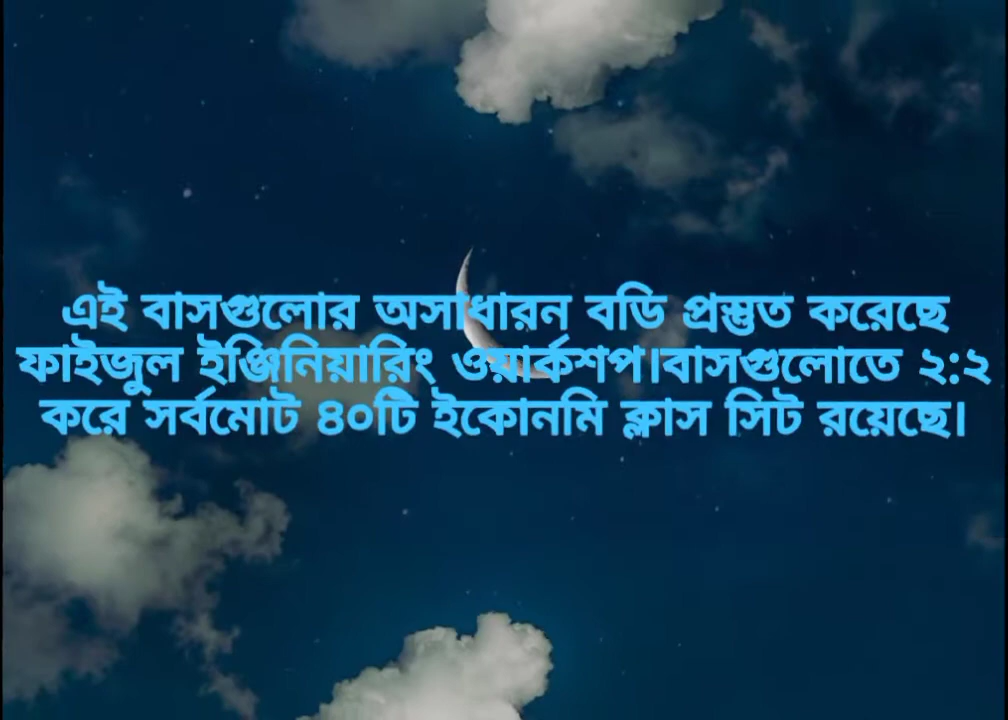 এই বাসগুলোর অসাধারন বডি প্রস্তুত করেছে
ফাইজুল ইঞ্জিনিয়ারিং ওয়ার্কশপ।বাসগুলোতে ২:২
করে সর্বমোট ৪০টি ইকোনমি ক্লাস সিট রয়েছে।